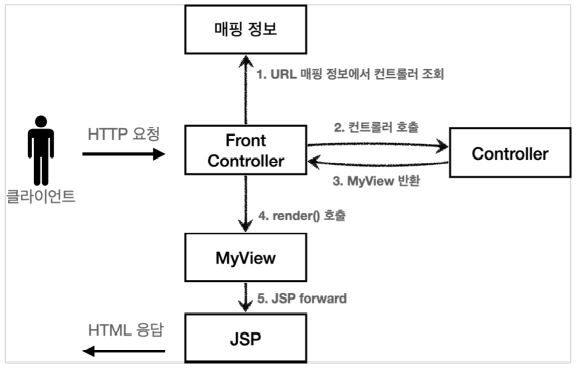 매핑 정보
1. URL 매핑 정보에서 컨트롤러 조회
HTTP 요청
Front
Controller
2. 컨트롤러 호출
3. MyView 반환
Controller
클라이언트
4. render() 호출
MyView
5. JSP forward
HTML 응답
JSP